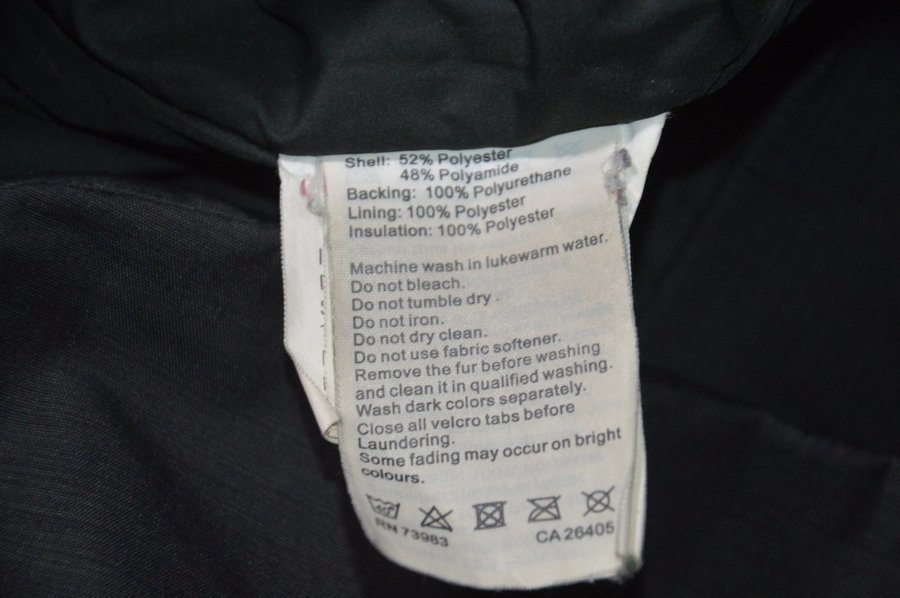 Shell: 52% Polyester
48% Polyamide
Backing: 100% Polyurethane
Lining: 100% Polyester
Insulation: 100% Polyester
Machine wash in lukewarm water.
Do not bleach.
Do not tumble dry .
Do not iron.
Do not dry clean.
Do not use fabric softener.
Remove the fur before washing
and clean it in qualified washing.
Wash dark colors separately.
Close all velcro tabs before
Laundering.
Some fading may occur on bright
colours.
40°
RN 73983 CA 26405